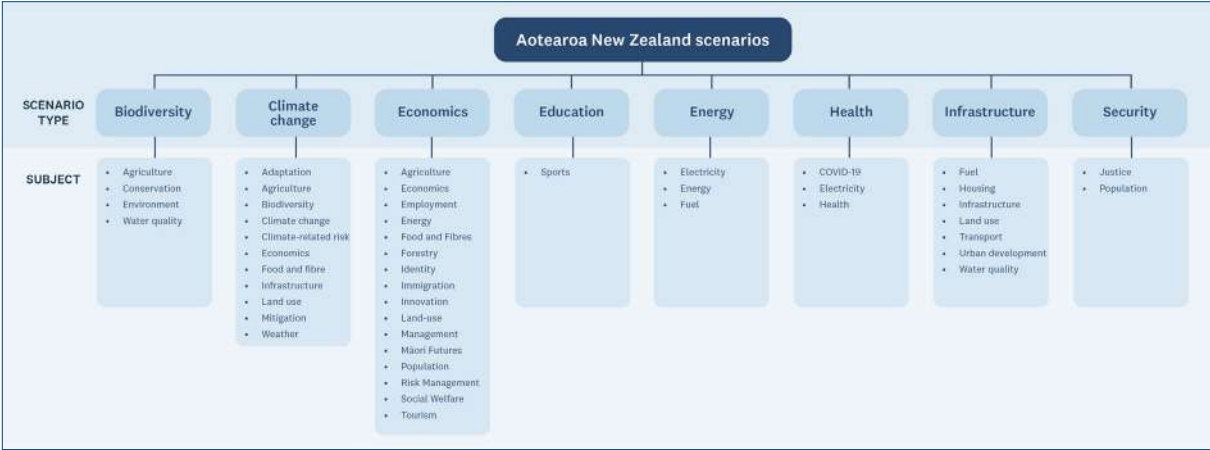 Aotearoa New Zealand scenarios
SCENARIO
TYPE
Biodiversity
Climate
change
Economics
Education
Energy
Health
Infrastructure
Security
SUBJECT
• Agriculture
• Conservation
• Environment
• Water quality
• Adaptation
• Agriculture
• Biodiversity
• Climate change
• Climate-related risk
• Economics
• Food and fibre
• Infrastructure
• Land use
• Mitigation
• Weather
• Agriculture
• Economics
• Employment
• Energy
• Food and Fibres
• Forestry
• Identity
• Immigration
• Innovation
• Land-use
• Management
• Māori Futures
• Population
• Risk Management
• Social Welfare
• Tourism
• Sports
• Electricity
• Energy
• Fuel
• COVID-19
• Electricity
• Health
• Fuel
• Housing
• Infrastructure
• Land use
• Transport
• Urban development
• Water quality
• Justice
• Population